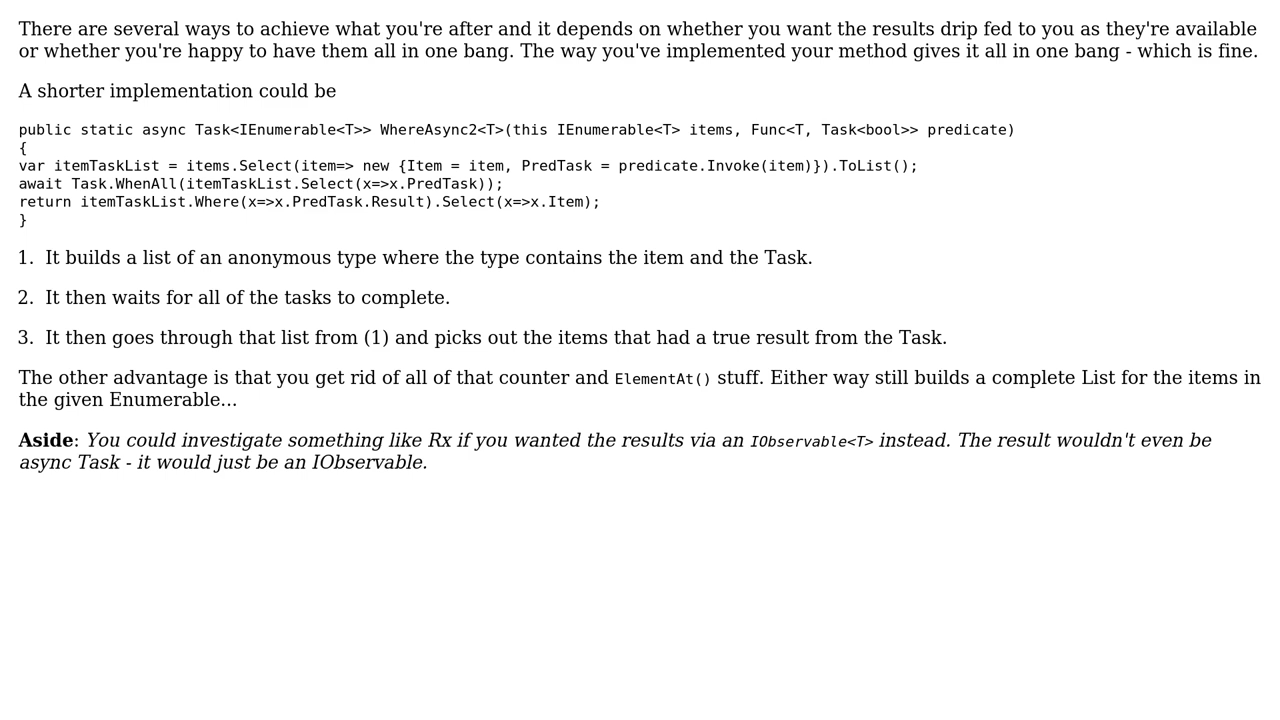 There are several ways to achieve what you're after and it depends on whether you want the results drip fed to you as they're available
or whether you're happy to have them all in one bang. The way you've implemented your method gives it all in one bang - which is fine.
A shorter implementation could be
public static async Task<IEnumerable<T>> WhereAsync2<T>(this IEnumerable<T> items, Func<T, Task<bool>> predicate)
{
var itemTaskList = items.Select(item=> new {Item = item, PredTask = predicate.Invoke(item)}).ToList();
await Task.WhenAll(itemTaskList.Select(x=>x.PredTask));
return itemTaskList.Where(x=>x.PredTask.Result).Select(x=>x.Item);
}
1. It builds a list of an anonymous type where the type contains the item and the Task.
2. It then waits for all of the tasks to complete.
3. It then goes through that list from (1) and picks out the items that had a true result from the Task.
The other advantage is that you get rid of all of that counter and ElementAt() stuff. Either way still builds a complete List for the items in
the given Enumerable...
Aside: You could investigate something like Rx if you wanted the results via an IObservable<T> instead. The result wouldn't even be
async Task - it would just be an IObservable.